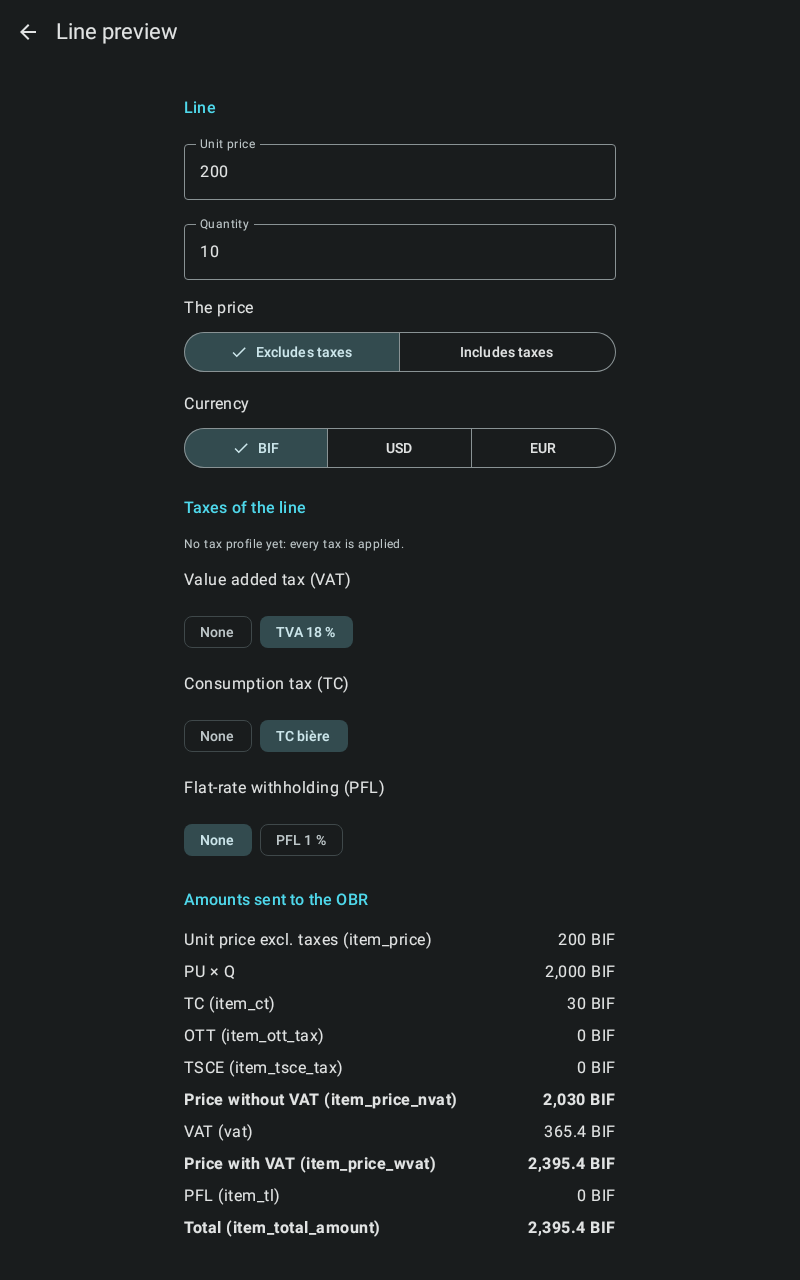 Line preview
Line
Unit price
200
Quantity
10
The price
Excludes taxes Includes taxes
Currency
BIF USD EUR
Taxes of the line
No tax profile yet: every tax is applied.
Value added tax (VAT)
None TVA 18 %
Consumption tax (TC)
None TC bière
Flat-rate withholding (PFL)
None PFL 1 %
Amounts sent to the OBR
Unit price excl. taxes (item_price) 200 BIF
PU × Q 2,000 BIF
TC (item_ct) 30 BIF
OTT (item_ott_tax) 0 BIF
TSCE (item_tsce_tax) 0 BIF
Price without VAT (item_price_nvat) 2,030 BIF
VAT (vat) 365.4 BIF
Price with VAT (item_price_wvat) 2,395.4 BIF
PFL (item_tl) 0 BIF
Total (item_total_amount) 2,395.4 BIF